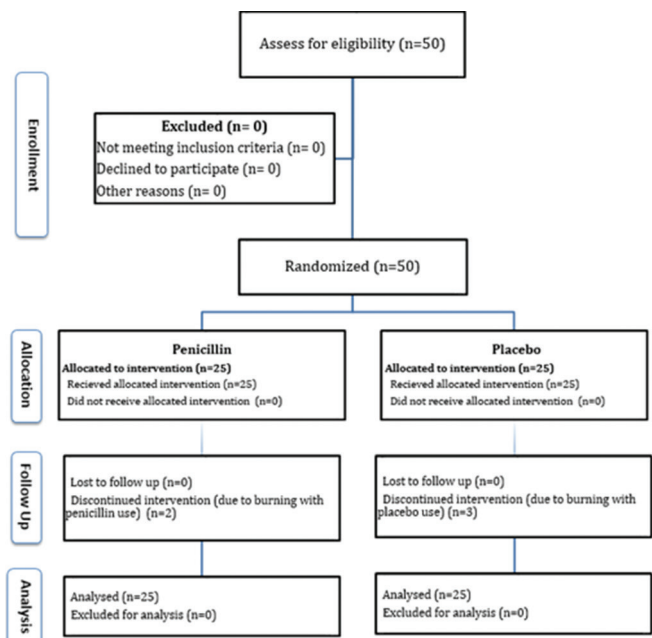 Assess for eligibility (n=50)
Enrollment
Excluded (n= 0)
Not meeting inclusion criteria (n= 0)
Declined to participate (n= 0)
Other reasons (n= 0)
Randomized (n=50)
Allocation
Penicillin
Allocated to intervention (n=25)
Recieved allocated intervention (n=25)
Did not receive allocated intervention (n=0)
Placebo
Allocated to intervention (n=25)
Recieved allocated intervention (n=25)
Did not receive allocated intervention (n=0)
Follow Up
Lost to follow up (n=0)
Discontinued intervention (due to burning with
penicillin use) (n=2)
Lost to follow up (n=0)
Discontinued intervention (due to burning with
placebo use) (n=3)
Analysis
Analysed (n=25)
Excluded for analysis (n=0)
Analysed (n=25)
Excluded for analysis (n=0)